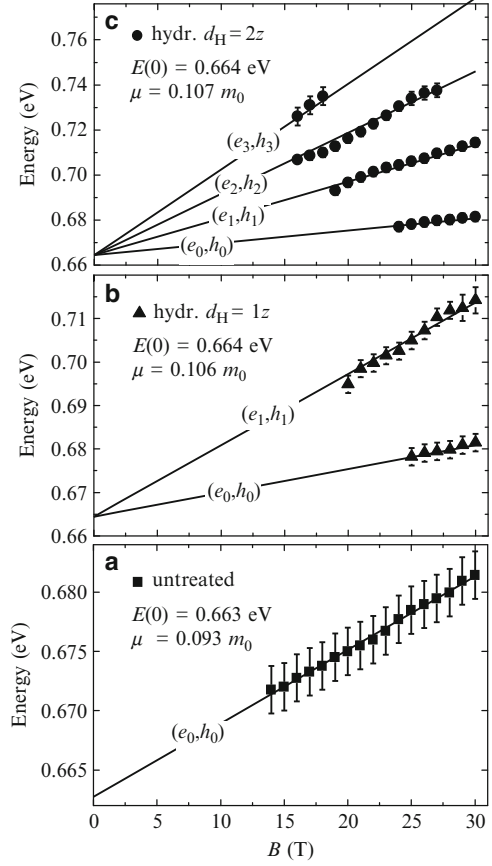 c
● hydr. d_H = 2z
E(0) = 0.664 eV
μ = 0.107 m_0
(e_3,h_3)
(e_2,h_2)
(e_1,h_1)
(e_0,h_0)
Energy (eV)
0.76
0.74
0.72
0.70
0.68
0.66
b
▲ hydr. d_H = 1z
E(0) = 0.664 eV
μ = 0.106 m_0
(e_1,h_1)
(e_0,h_0)
Energy (eV)
0.71
0.70
0.69
0.68
0.67
0.66
a
■ untreated
E(0) = 0.663 eV
μ = 0.093 m_0
(e_0,h_0)
Energy (eV)
0.680
0.675
0.670
0.665
0 5 10 15 20 25 30
B (T)